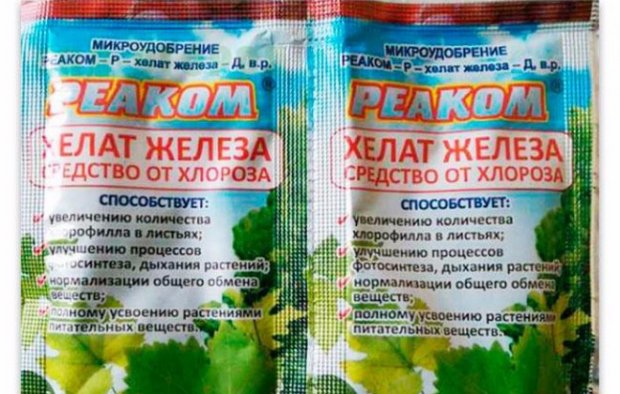 МИКРОУДОБРЕНИЕ
РЕАКОМ – Р – хелат железа – Д, в.р.
РЕАКОМ®
ХЕЛАТ ЖЕЛЕЗА
СРЕДСТВО ОТ ХЛОРОЗА
СПОСОБСТВУЕТ:
увеличению количества
хлорофилла в листьях;
улучшению процессов
фотосинтеза, дыхания растений;
нормализации общего обмена
веществ;
полному усвоению растениями
питательных веществ.
МИКРОУДОБРЕНИЕ
РЕАКОМ – Р – хелат железа – Д, в.р.
РЕАКОМ®
ХЕЛАТ ЖЕЛЕЗА
СРЕДСТВО ОТ ХЛОРОЗА
СПОСОБСТВУЕТ:
увеличению количества
хлорофилла в листьях;
улучшению процессов
фотосинтеза, дыхания растений;
нормализации общего обмена
веществ;
полному усвоению растениями
питательных веществ.